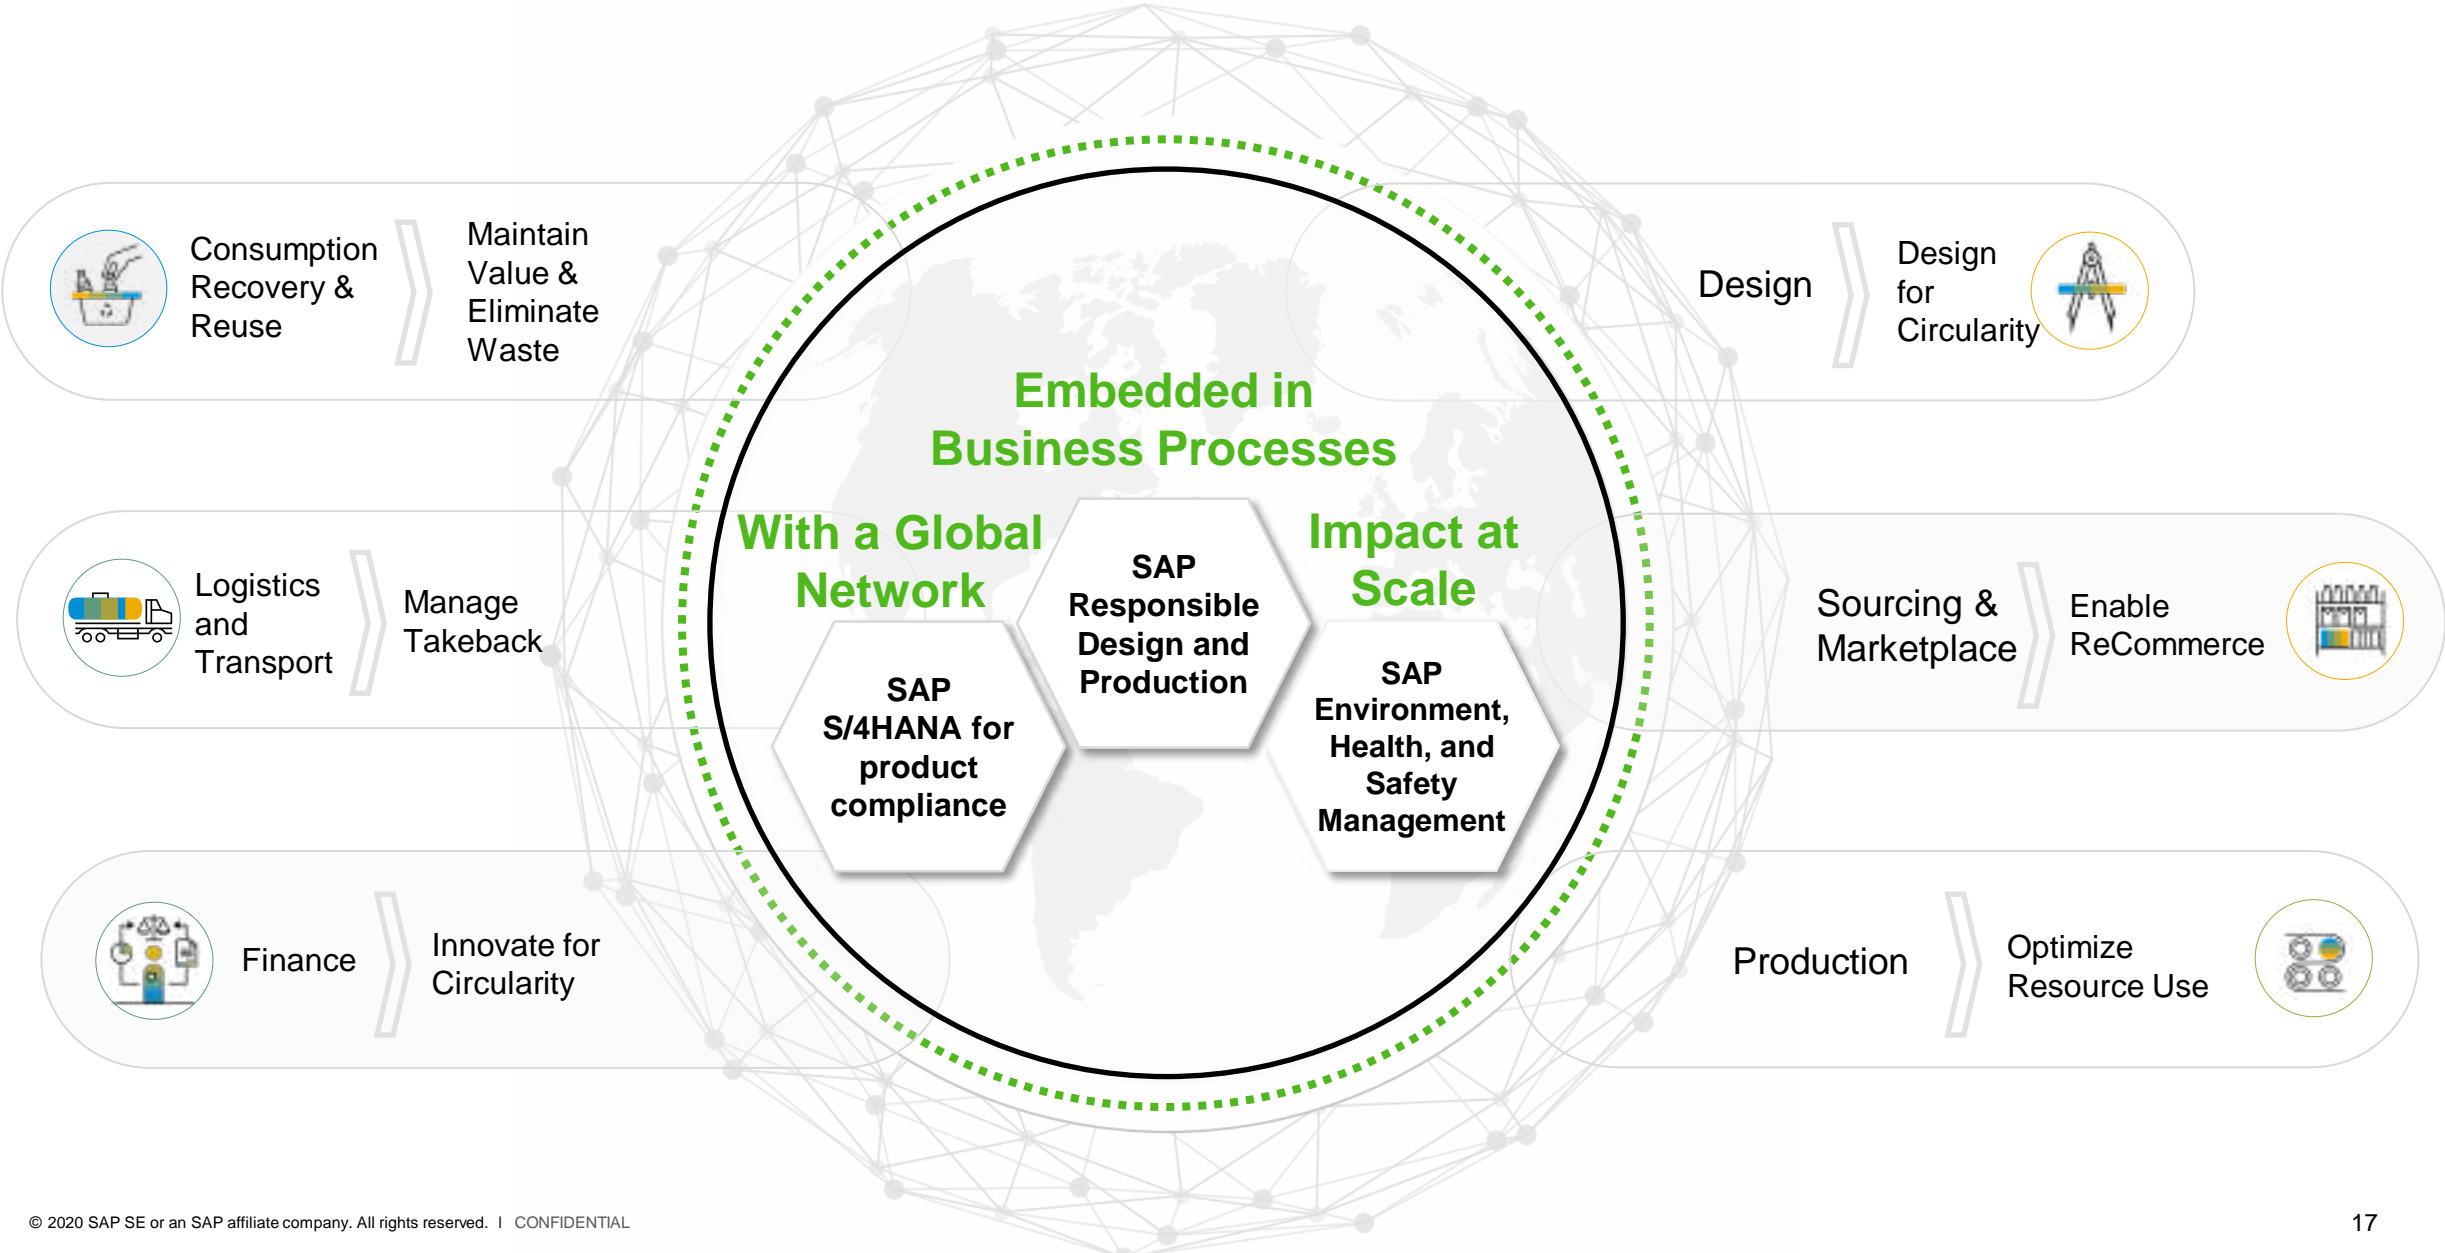 Consumption
Recovery &
Reuse
Maintain
Value &
Eliminate
Waste
Design
Design
for
Circularity
Embedded in
Business Processes
With a Global
Network
Impact at
Scale
SAP
Responsible
Design and
Production
SAP
S/4HANA for
product
compliance
SAP
Environment,
Health, and
Safety
Management
Logistics
and
Transport
Manage
Takeback
Sourcing &
Marketplace
Enable
ReCommerce
Finance
Innovate for
Circularity
Production
Optimize
Resource Use
© 2020 SAP SE or an SAP affiliate company. All rights reserved. I CONFIDENTIAL
17